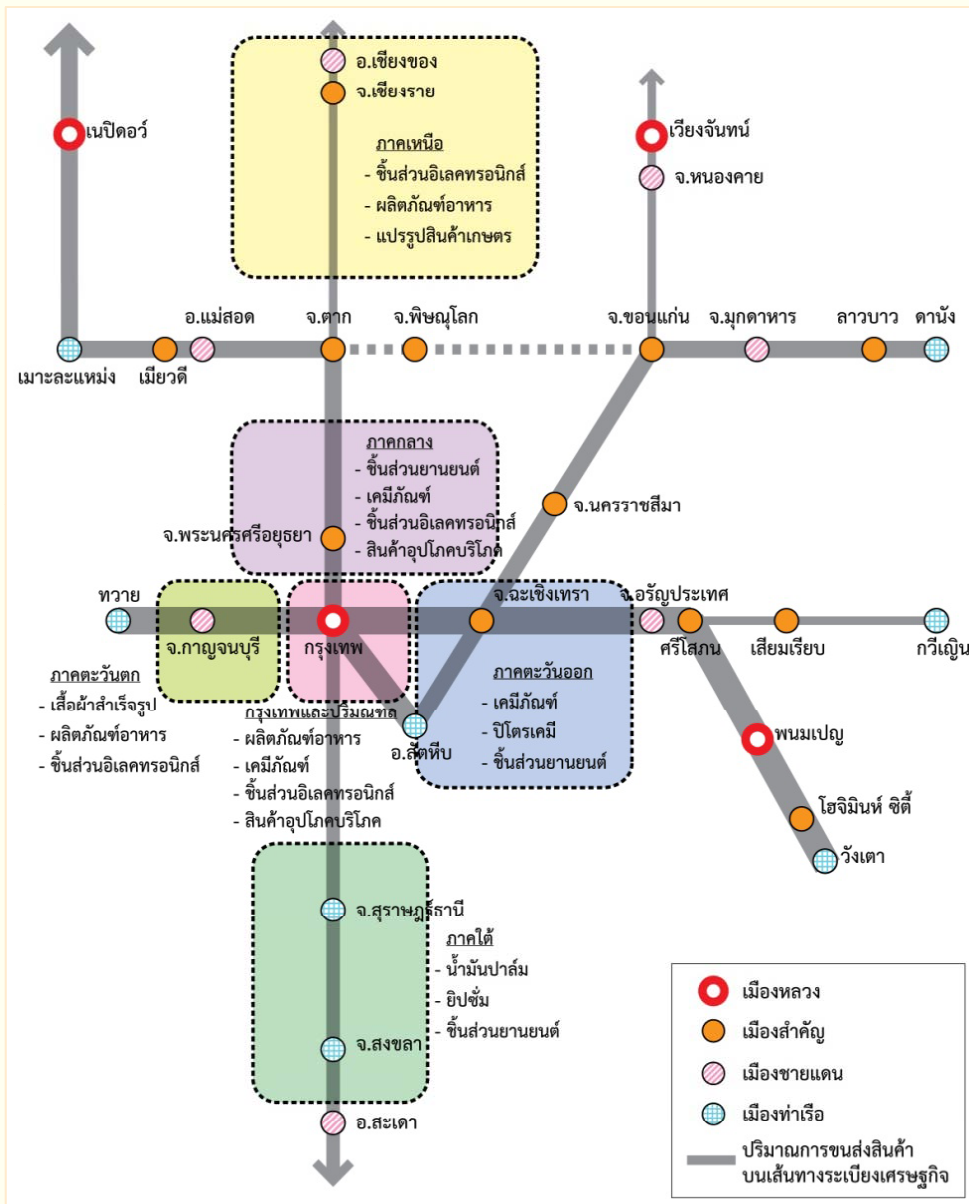 อ.เชียงของ
จ.เชียงราย
ภาคเหนือ
- ชิ้นส่วนอิเลคทรอนิกส์
- ผลิตภัณฑ์อาหาร
- แปรรูปสินค้าเกษตร
เนปิดอว์
เวียงจันทน์
จ.หนองคาย
อ.แม่สอด
จ.ตาก
จ.พิษณุโลก
จ.ขอนแก่น
จ.มุกดาหาร
ลาวบาว
ดานัง
เมาะละแหม่ง
เมียวดี
ภาคกลาง
- ชิ้นส่วนยานยนต์
- เคมีภัณฑ์
- ชิ้นส่วนอิเลคทรอนิกส์
- สินค้าอุปโภคบริโภค
จ.พระนครศรีอยุธยา
จ.นครราชสีมา
ทวาย
จ.กาญจนบุรี
กรุงเทพ
จ.ฉะเชิงเทรา
จ.อรัญประเทศ
ศรีโสภน
เสียมเรียบ
กวีเญิน
ภาคตะวันตก
- เสื้อผ้าสำเร็จรูป
- ผลิตภัณฑ์อาหาร
- ชิ้นส่วนอิเลคทรอนิกส์
กรุงเทพและปริมณฑล
- ผลิตภัณฑ์อาหาร
- เคมีภัณฑ์
- ชิ้นส่วนอิเลคทรอนิกส์
- สินค้าอุปโภคบริโภค
อ.สัตหีบ
ภาคตะวันออก
- เคมีภัณฑ์
- ปิโตรเคมี
- ชิ้นส่วนยานยนต์
พนมเปญ
โฮจิมินห์ ซิตี้
วังเตา
จ.สุราษฎร์ธานี
ภาคใต้
- น้ำมันปาล์ม
- ยิปซั่ม
- ชิ้นส่วนยานยนต์
จ.สงขลา
อ.สะเดา
เมืองหลวง
เมืองสำคัญ
เมืองชายแดน
เมืองท่าเรือ
ปริมาณการขนส่งสินค้า
บนเส้นทางระเบียงเศรษฐกิจ